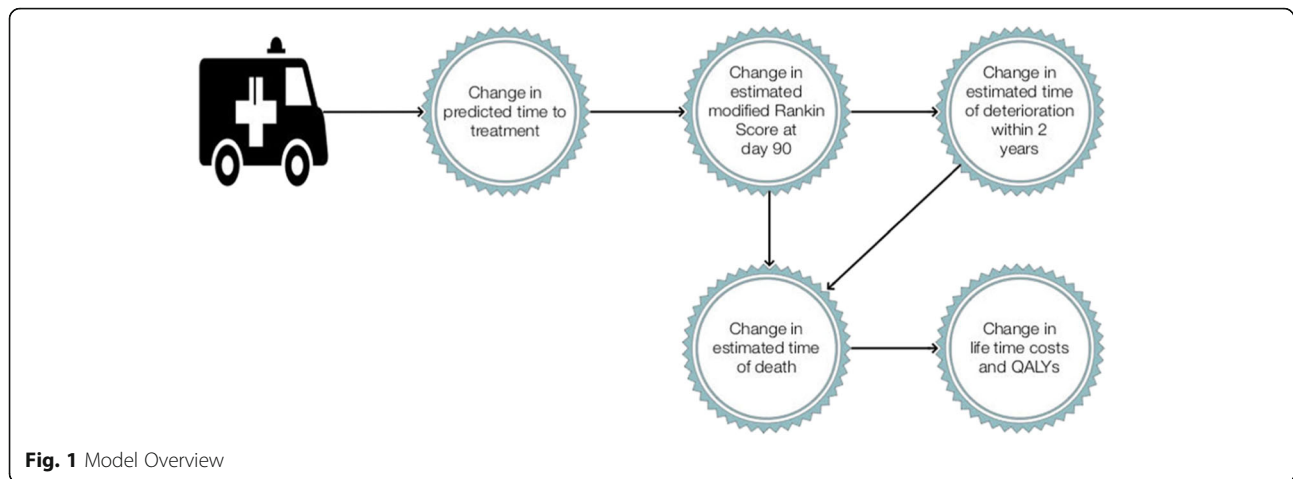 Change in
predicted time to
treatment
Change in
estimated
modified Rankin
Score at
day 90
Change in
estimated time
of deterioration
within 2
years
Change in
estimated time
of death
Change in
life time costs
and QALYs
Fig. 1 Model Overview